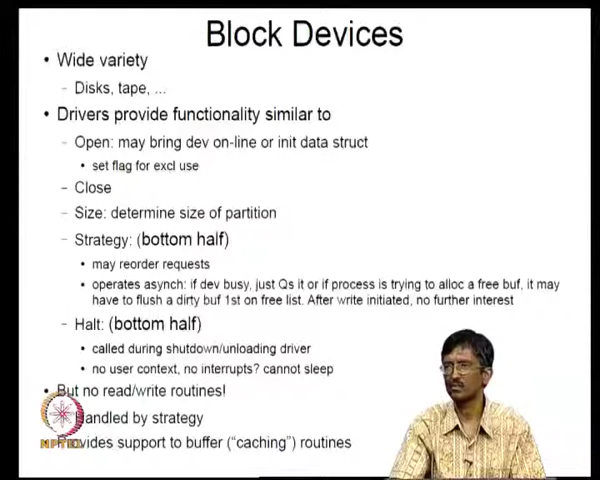 Block Devices
• Wide variety
– Disks, tape, ...
• Drivers provide functionality similar to
– Open: may bring dev on-line or init data struct
• set flag for excl use
– Close
– Size: determine size of partition
– Strategy: (bottom half)
• may reorder requests
• operates asynch: if dev busy, just Qs it or if process is trying to alloc a free buf, it may
have to flush a dirty buf 1st on free list. After write initiated, no further interest
– Halt: (bottom half)
• called during shutdown/unloading driver
• no user context, no interrupts? cannot sleep
• But no read/write routines!
Handled by strategy
Provides support to buffer ("caching") routines
NPTEL